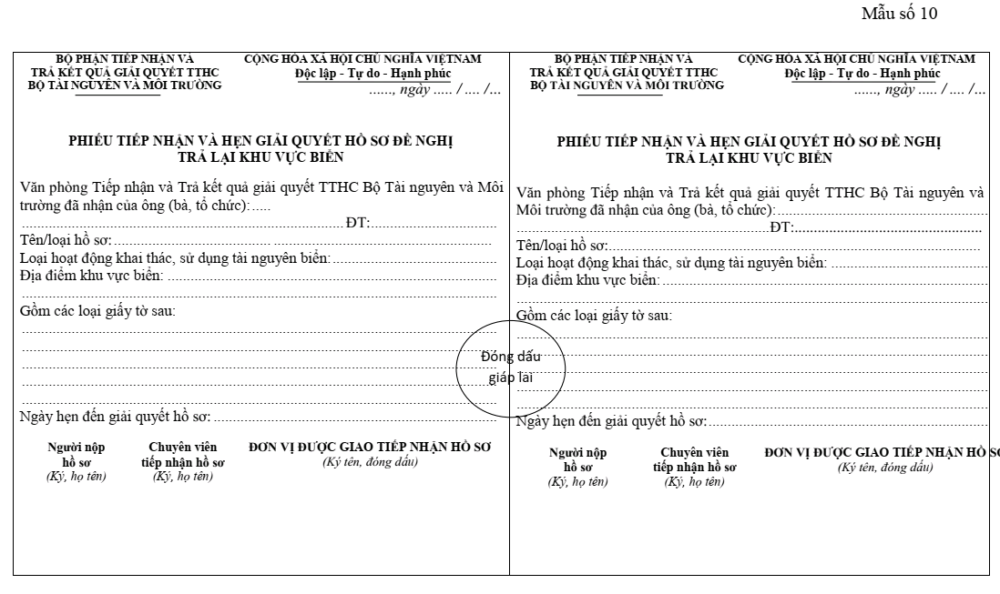 Mẫu số 10
BỘ PHẬN TIẾP NHẬN VÀ
TRẢ KẾT QUẢ GIẢI QUYẾT TTHC
BỘ TÀI NGUYÊN VÀ MÔI TRƯỜNG
CỘNG HÒA XÃ HỘI CHỦ NGHĨA VIỆTNAM
Độc lập - Tự do - Hạnh phúc
......, ngày ..... / .... /...
PHIẾU TIẾP NHẬN VÀ HẸN GIẢI QUYẾT HỒ SƠ ĐỀ NGHỊ
TRẢ LẠI KHU VỰC BIỂN
Văn phòng Tiếp nhận và Trả kết quả giải quyết TTHC Bộ Tài nguyên và Môi
trường đã nhận của ông (bà, tổ chức):.....
........................................ĐT:....................
Tên/loại hồ sơ:........................................
Loại hoạt động khai thác, sử dụng tài nguyên biển:....................
Địa điểm khu vực biển:........................................
Gồm các loại giấy tờ sau:
Ngày hẹn đến giải quyết hồ sơ:........................................
Người nộp
hồ sơ
(Ký, họ tên)
Chuyên viên
tiếp nhận hồ sơ
(Ký, họ tên)
ĐƠN VỊ ĐƯỢC GIAO TIẾP NHẬN HỒ SƠ
(Ký tên, đóng dấu)
Đóng dấu
giáp lai
BỘ PHẬN TIẾP NHẬN VÀ
TRẢ KẾT QUẢ GIẢI QUYẾT TTHC
BỘ TÀI NGUYÊN VÀ MÔI TRƯỜNG
CỘNG HÒA XÃ HỘI CHỦ NGHĨA VIỆTNAM
Độc lập - Tự do - Hạnh phúc
......, ngày ..... / .... /...
PHIẾU TIẾP NHẬN VÀ HẸN GIẢI QUYẾT HỒ SƠ ĐỀ NGHỊ
TRẢ LẠI KHU VỰC BIỂN
Văn phòng Tiếp nhận và Trả kết quả giải quyết TTHC Bộ Tài nguyên và
Môi trường đã nhận của ông (bà, tổ chức):........................................
........................................ĐT:........................................
Tên/loại hồ sơ:........................................
Loại hoạt động khai thác, sử dụng tài nguyên biển: ....................
Địa điểm khu vực biển:........................................
Gồm các loại giấy tờ sau:
Ngày hẹn đến giải quyết hồ sơ:........................................
Người nộp
hồ sơ
(Ký, họ tên)
Chuyên viên
tiếp nhận hồ sơ
(Ký, họ tên)
ĐƠN VỊ ĐƯỢC GIAO TIẾP NHẬN HỒ SƠ
(Ký tên, đóng dấu)